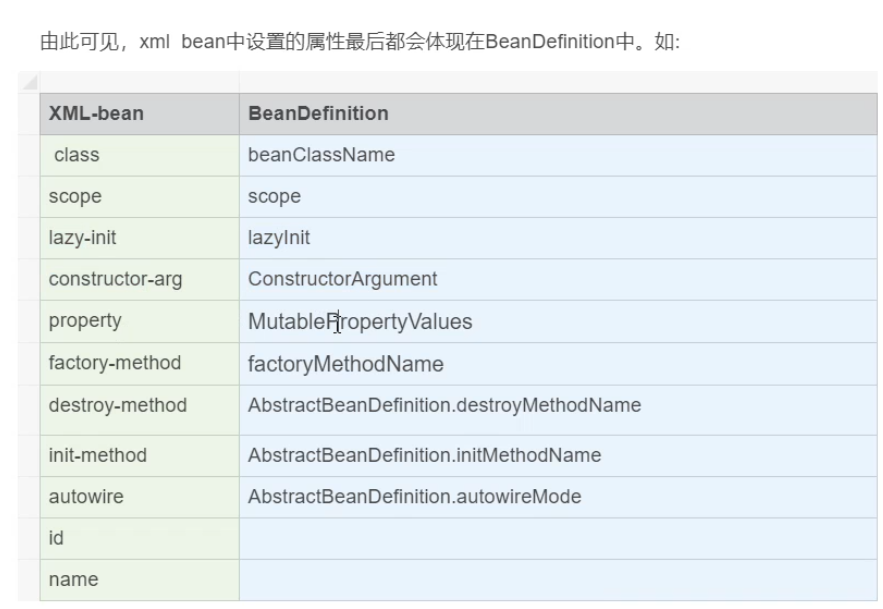 由此可见，xml bean中设置的属性最后都会体现在BeanDefinition中。如:
XML-bean BeanDefinition
class beanClassName
scope scope
lazy-init lazyInit
constructor-arg ConstructorArgument
property MutablePropertyValues
factory-method factoryMethodName
destroy-method AbstractBeanDefinition.destroyMethodName
init-method AbstractBeanDefinition.initMethodName
autowire AbstractBeanDefinition.autowireMode
id
name